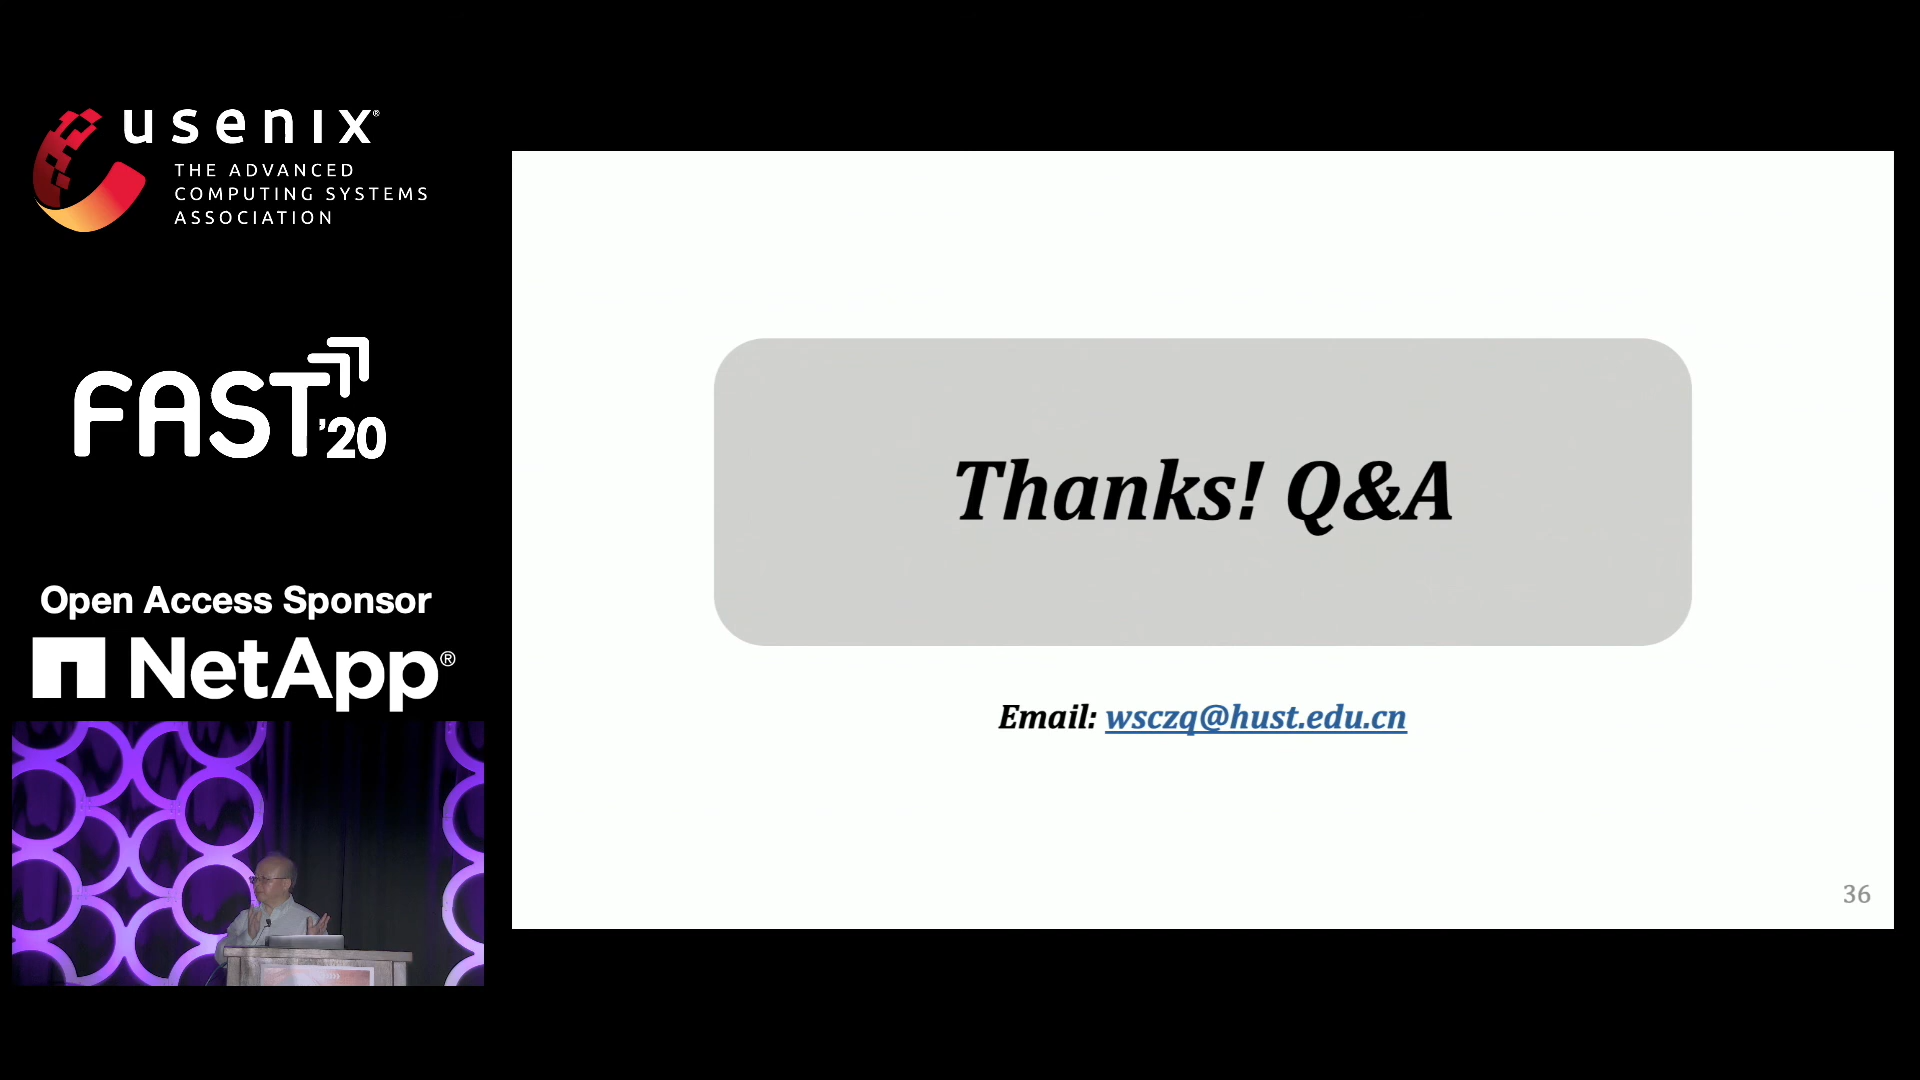 usenix®
THE ADVANCED
COMPUTING SYSTEMS
ASSOCIATION
FAST '20
Open Access Sponsor
NetApp®
Thanks! Q&A
Email: wsczq@hust.edu.cn
36